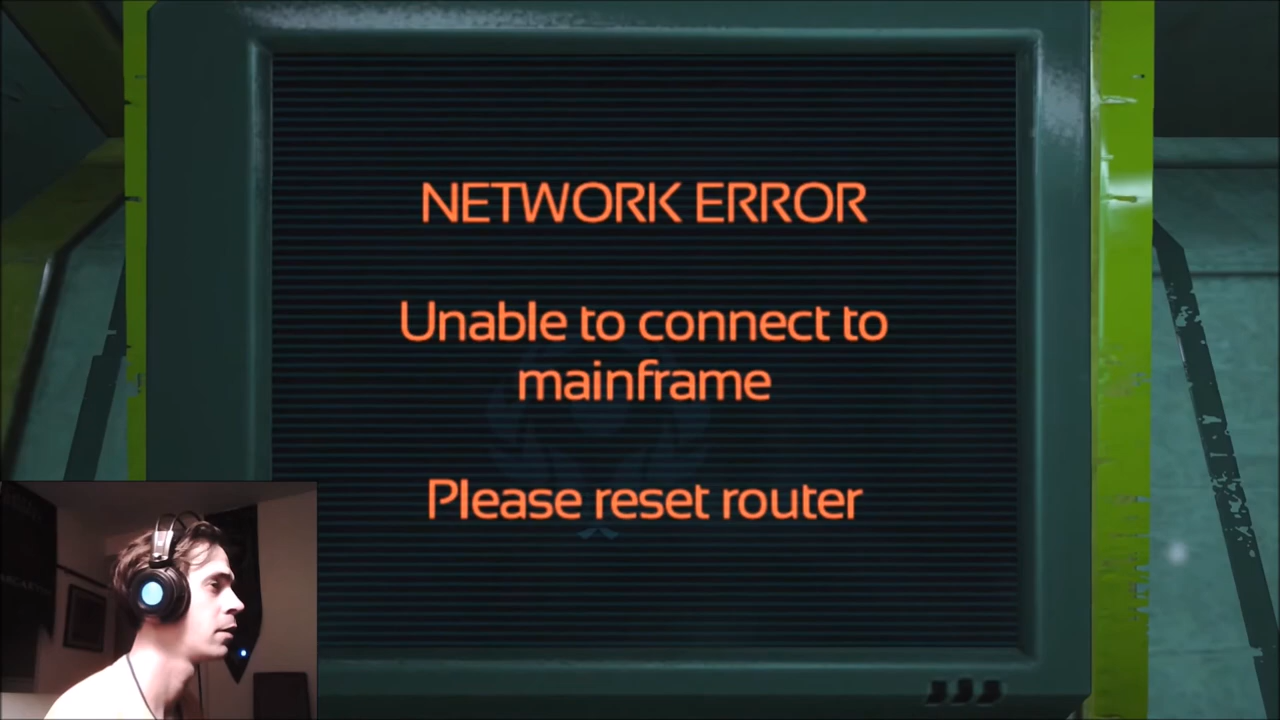 NETWORK ERROR
Unable to connect to
mainframe
Please reset router